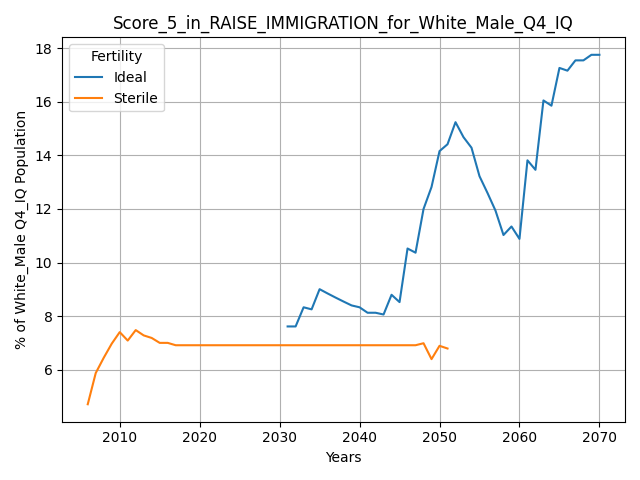 Score_5_in_RAISE_IMMIGRATION_for_White_Male_Q4_IQ
Fertility
Ideal
Sterile
% of White_Male Q4_IQ Population
18
16
14
12
10
8
6
2010 2020 2030 2040 2050 2060 2070
Years